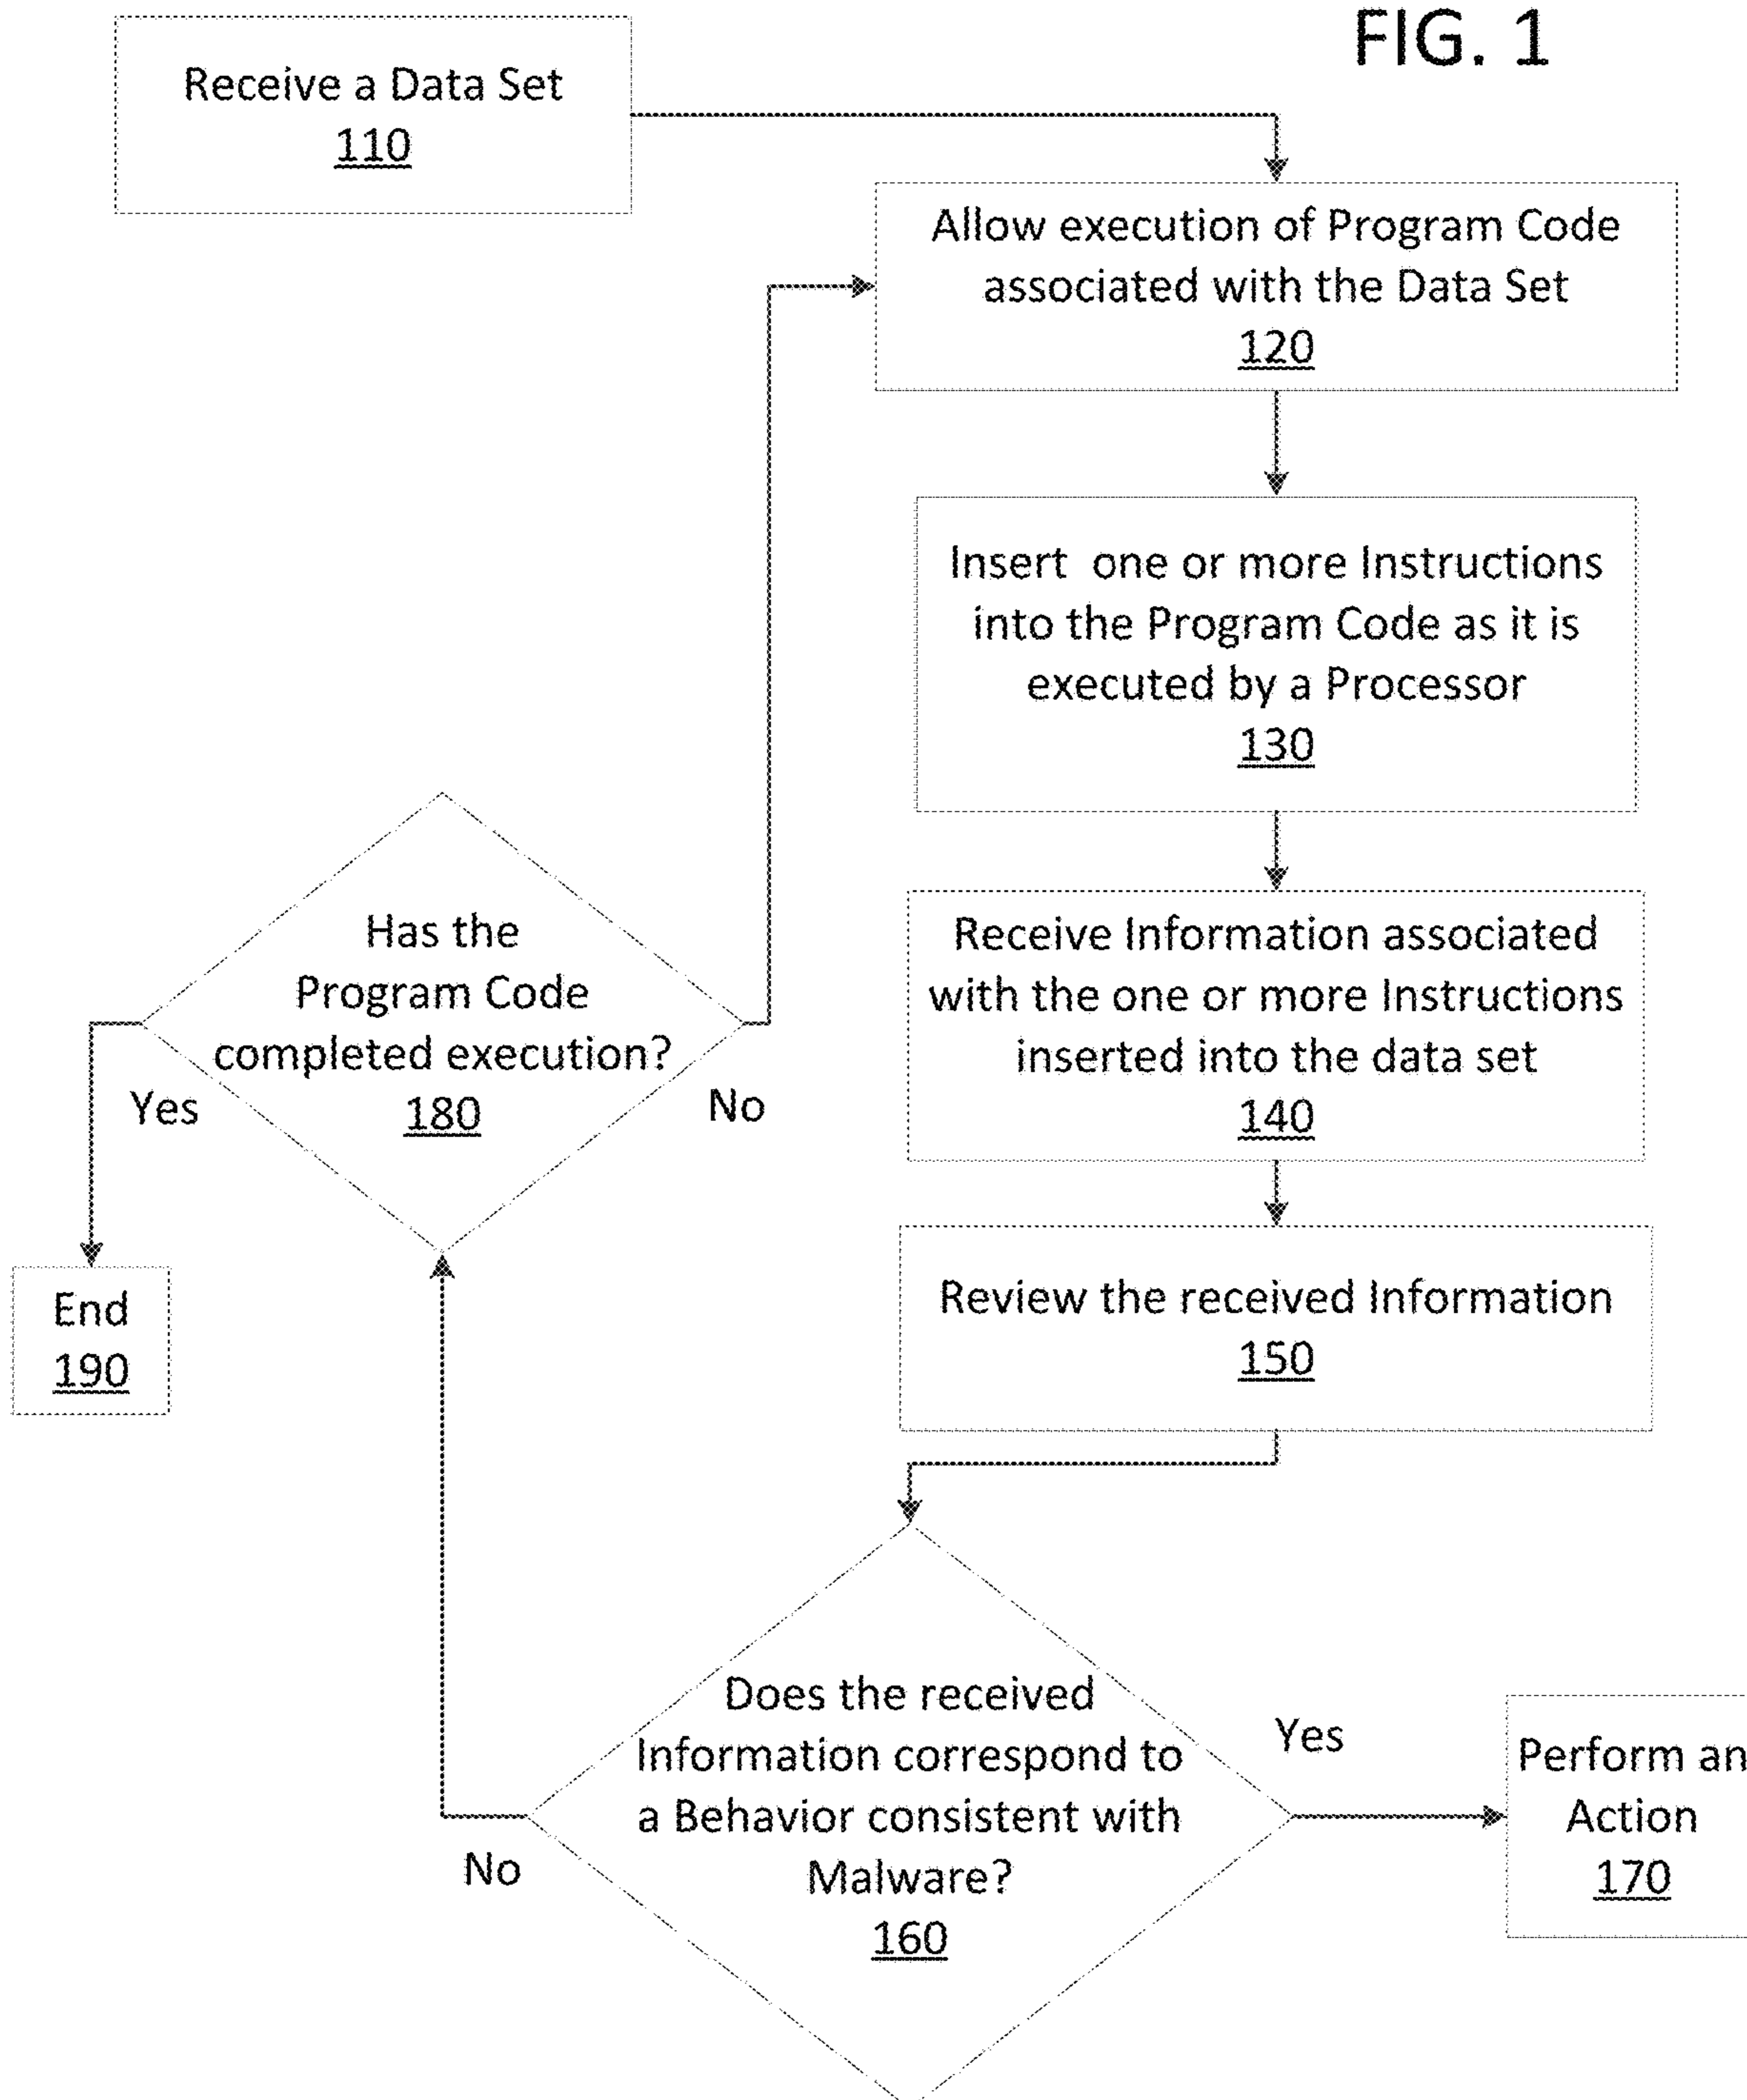 FIG. 1
Receive a Data Set
110
Allow execution of Program Code
associated with the Data Set
120
Insert one or more Instructions
into the Program Code as it is
executed by a Processor
130
Receive Information associated
with the one or more Instructions
inserted into the data set
140
Review the received Information
150
Does the received
Information correspond to
a Behavior consistent with
Malware?
160
Yes
No
Perform an
Action
170
Has the
Program Code
completed execution?
180
Yes
No
End
190